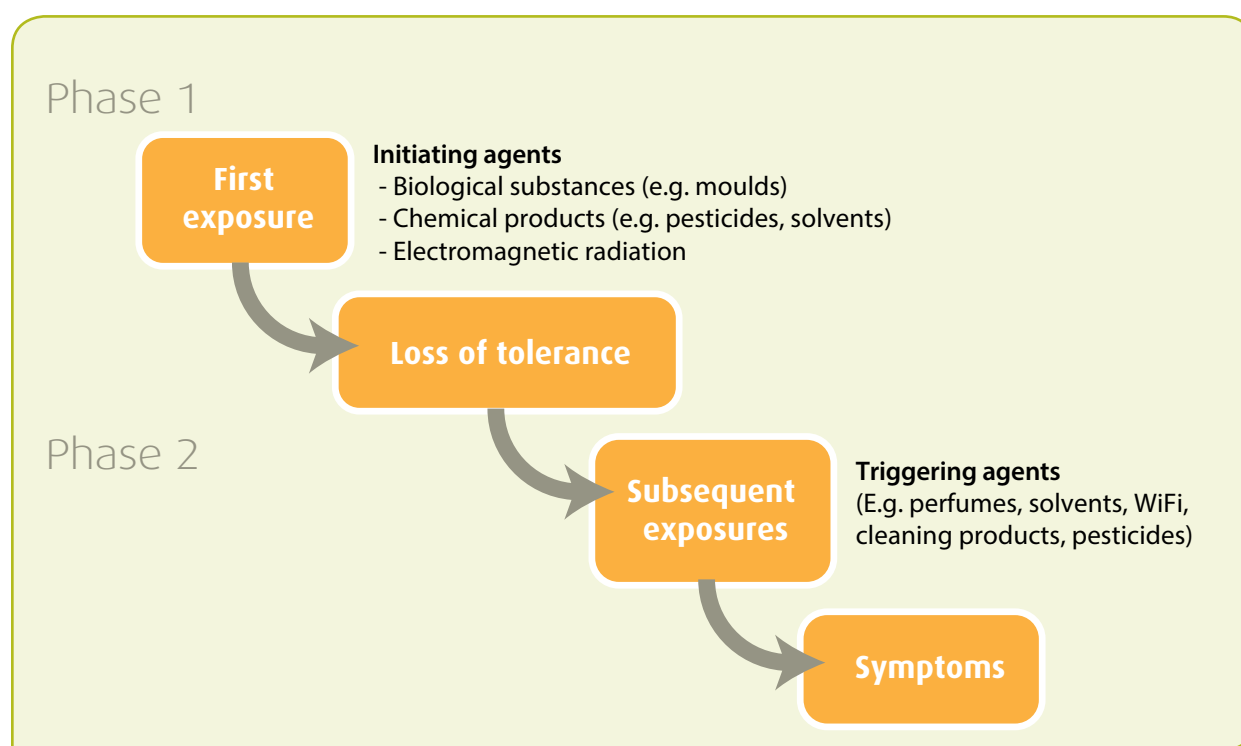 Phase 1
First
exposure
Initiating agents
- Biological substances (e.g. moulds)
- Chemical products (e.g. pesticides, solvents)
- Electromagnetic radiation
Loss of tolerance
Phase 2
Subsequent
exposures
Triggering agents
(E.g. perfumes, solvents, WiFi,
cleaning products, pesticides)
Symptoms